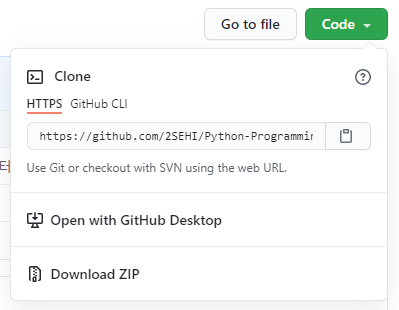 Go to file Code
Clone
HTTPS GitHub CLI
https://github.com/2SEHI/Python-Programmin
Use Git or checkout with SVN using the web URL.
Open with GitHub Desktop
Download ZIP